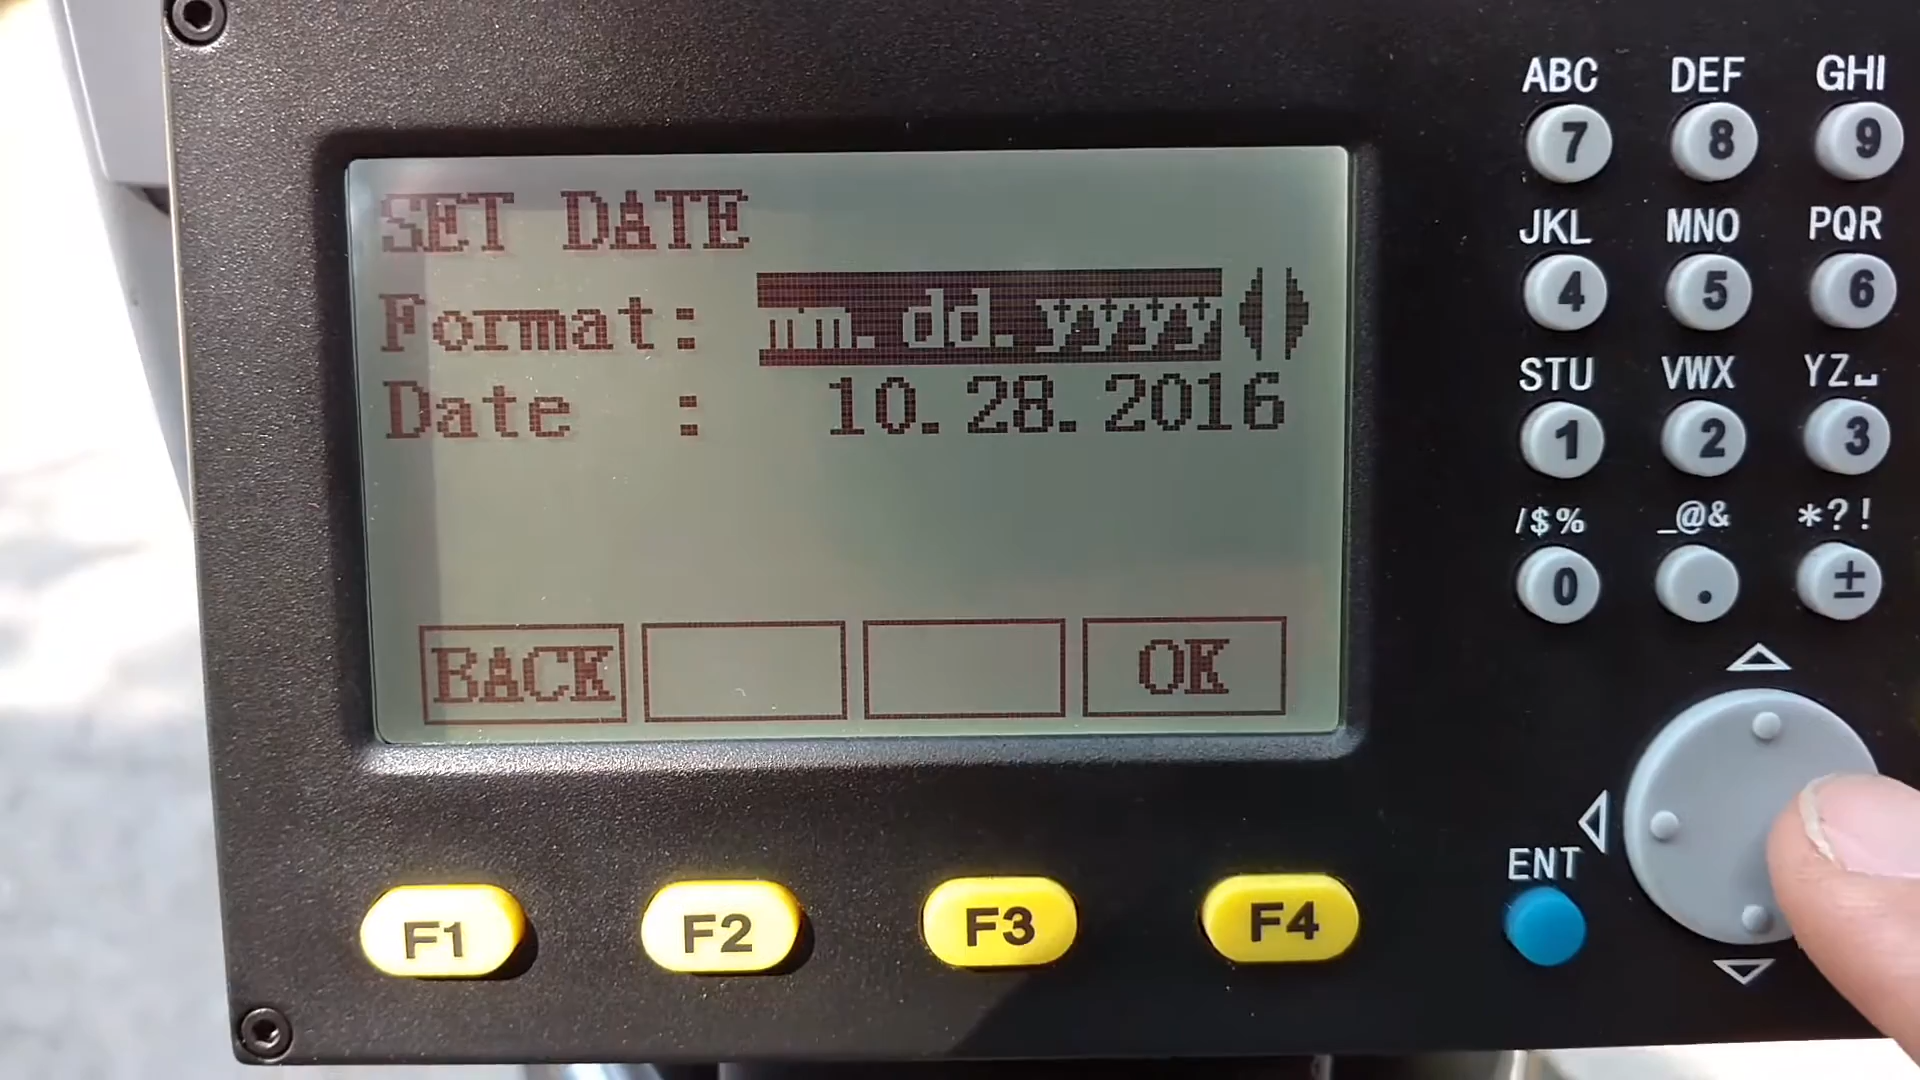 SET DATE
Format: mm.dd.yyyy
Date : 10.28.2016
BACK OK
F1 F2 F3 F4
ABC DEF GHI
7 8 9
JKL MNO PQR
4 5 6
STU VWX YZ␣
1 2 3
/$% _@& *?!
0 . ±
ENT